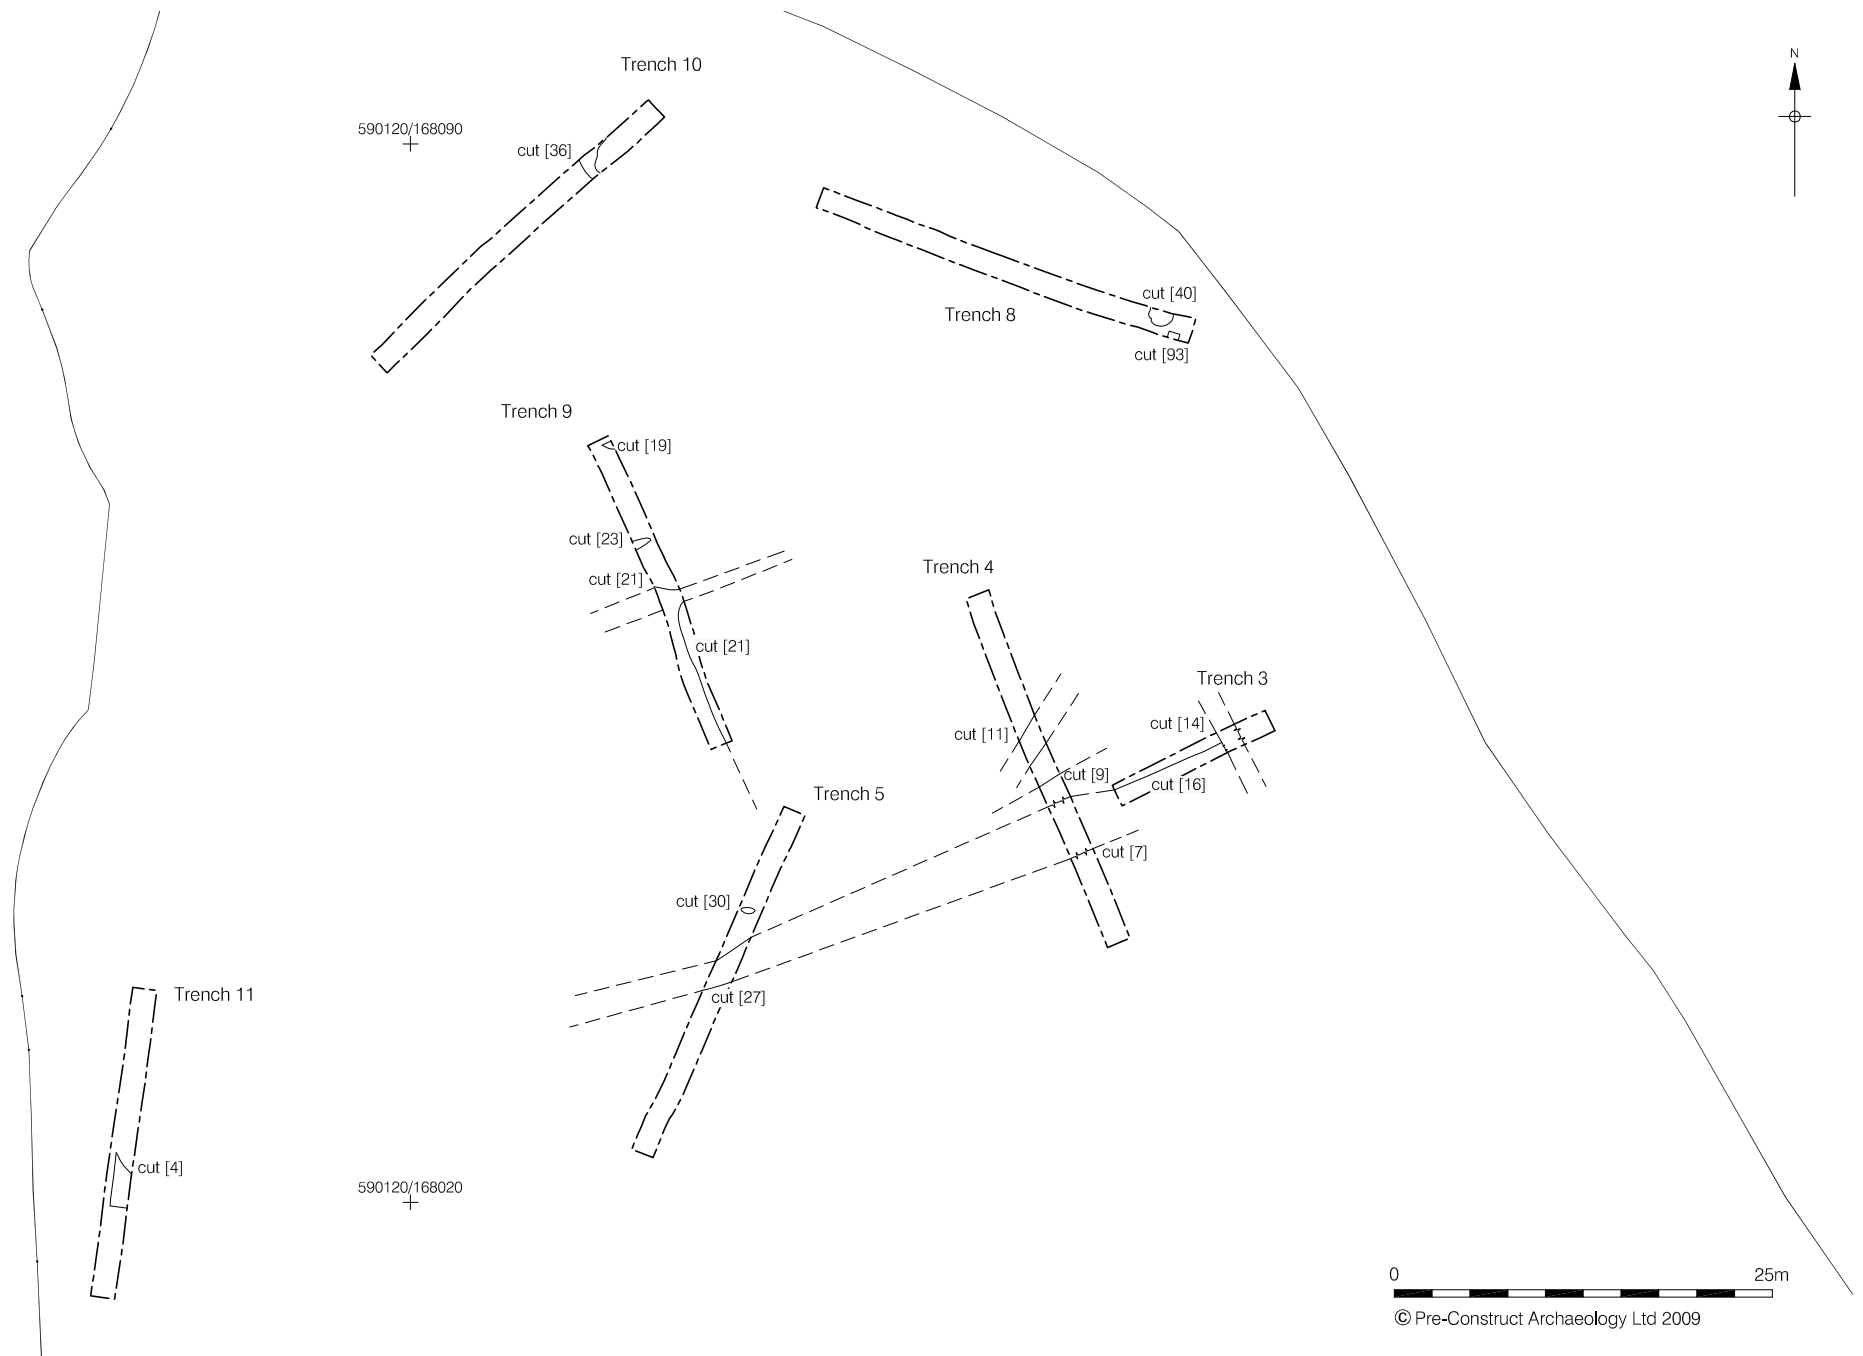 Trench 10
N
590120/168090
cut [36]
cut [40]
Trench 8
cut [93]
Trench 9
cut [19]
cut [23]
cut [21]
cut [21]
Trench 4
Trench 3
cut [14]
cut [11]
cut [9]
cut [16]
Trench 5
cut [7]
cut [30]
cut [27]
Trench 11
cut [4]
590120/168020
0 25m
© Pre-Construct Archaeology Ltd 2009